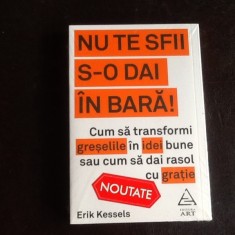 NU TE SFII
S-O DAI
ÎN BARĂ!
Cum să transformi
greșelile în idei bune
sau cum să dai rasol
cu grație
NOUTATE
Erik Kessels
EDITURA
ART